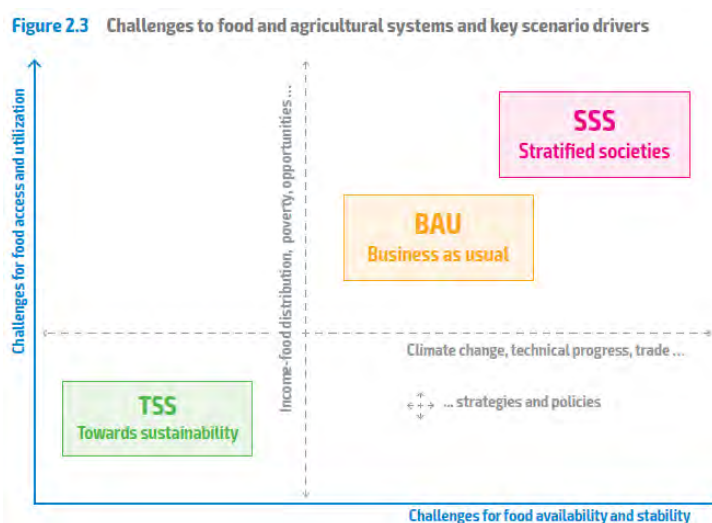 Figure 2.3 Challenges to food and agricultural systems and key scenario drivers
Challenges for food access and utilization
Income-food distribution, poverty, opportunities ...
SSS
Stratified societies
BAU
Business as usual
Climate change, technical progress, trade ...
TSS
Towards sustainability
... strategies and policies
Challenges for food availability and stability